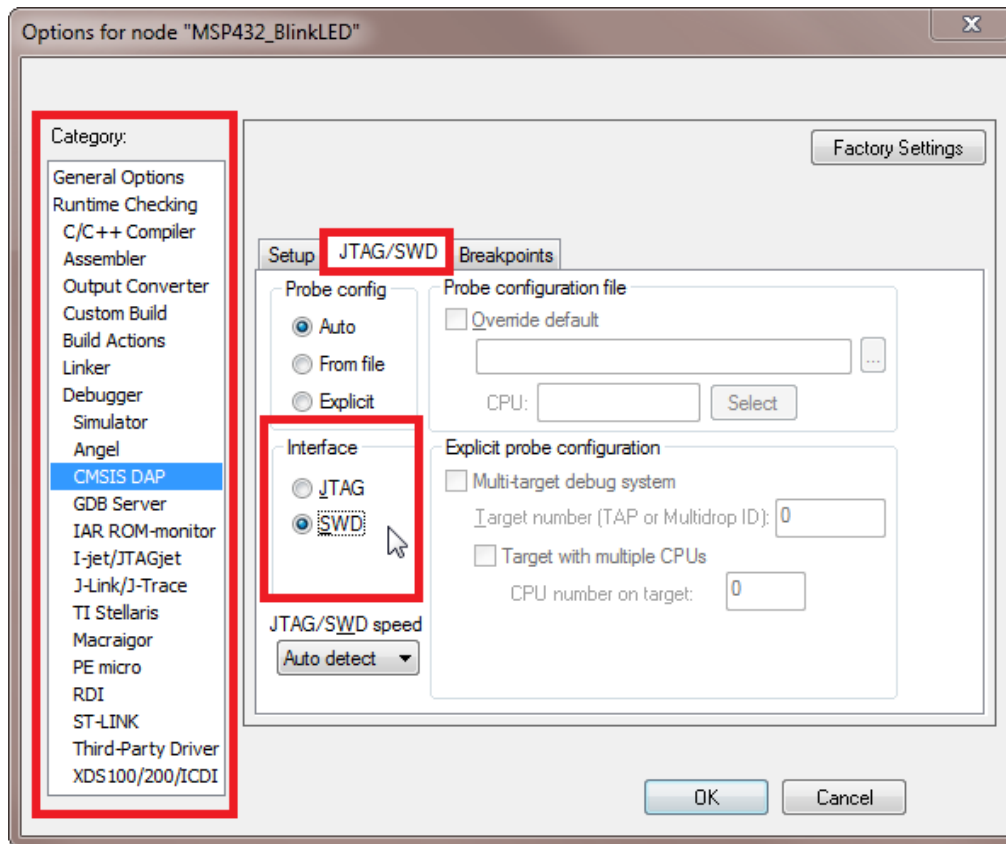 Options for node "MSP432_BlinkLED"
Category:
General Options
Runtime Checking
C/C++ Compiler
Assembler
Output Converter
Custom Build
Build Actions
Linker
Debugger
Simulator
Angel
CMSIS DAP
GDB Server
IAR ROM-monitor
I-jet/JTAGjet
J-Link/J-Trace
TI Stellaris
Macraigor
PE micro
RDI
ST-LINK
Third-Party Driver
XDS100/200/ICDI
Factory Settings
Setup JTAG/SWD Breakpoints
Probe config
Auto
From file
Explicit
Probe configuration file
Override default
...
CPU: Select
Interface
JTAG
SWD
Explicit probe configuration
Multi-target debug system
Target number (TAP or Multidrop ID): 0
Target with multiple CPUs
CPU number on target: 0
JTAG/SWD speed
Auto detect
OK Cancel